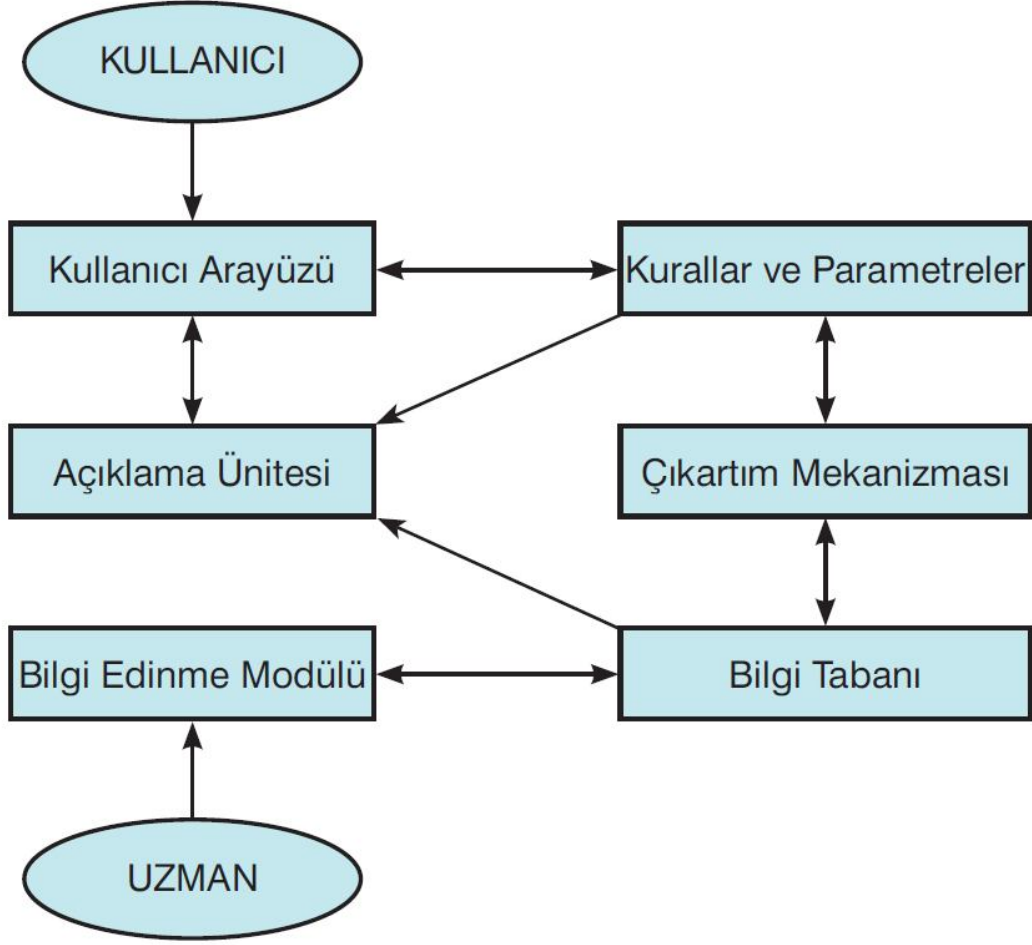 KULLANICI
Kullanıcı Arayüzü
Kurallar ve Parametreler
Açıklama Ünitesi
Çıkartım Mekanizması
Bilgi Edinme Modülü
Bilgi Tabanı
UZMAN